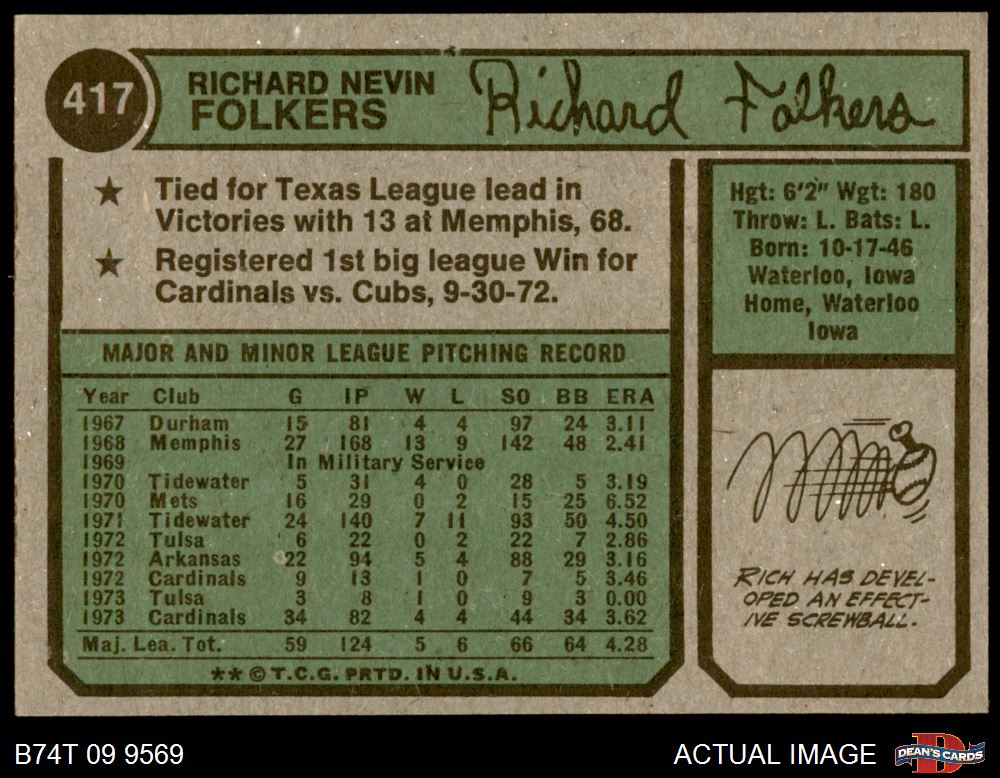 417
RICHARD NEVIN
FOLKERS
Richard Folkers
★ Tied for Texas League lead in
Victories with 13 at Memphis, 68.
★ Registered 1st big league Win for
Cardinals vs. Cubs, 9-30-72.
Hgt: 6'2" Wgt: 180
Throw: L. Bats: L.
Born: 10-17-46
Waterloo, Iowa
Home, Waterloo
Iowa
MAJOR AND MINOR LEAGUE PITCHING RECORD
Year Club G IP W L SO BB ERA
1967 Durham 15 81 4 4 97 24 3.11
1968 Memphis 27 168 13 9 142 48 2.41
1969 In Military Service
1970 Tidewater 5 31 4 0 28 5 3.19
1970 Mets 16 29 0 2 15 25 6.52
1971 Tidewater 24 140 7 11 93 50 4.50
1972 Tulsa 6 22 0 2 22 7 2.86
1972 Arkansas 22 94 5 4 88 29 3.16
1972 Cardinals 9 13 1 0 7 5 3.46
1973 Tulsa 3 8 1 0 9 3 0.00
1973 Cardinals 34 82 4 4 44 34 3.62
Maj. Lea. Tot. 59 124 5 6 66 64 4.28
** © T.C.G. PRTD. IN U.S.A.
RICH HAS DEVEL-
OPED AN EFFECT-
IVE SCREWBALL.
B74T 09 9569
ACTUAL IMAGE
DEAN'S CARDS